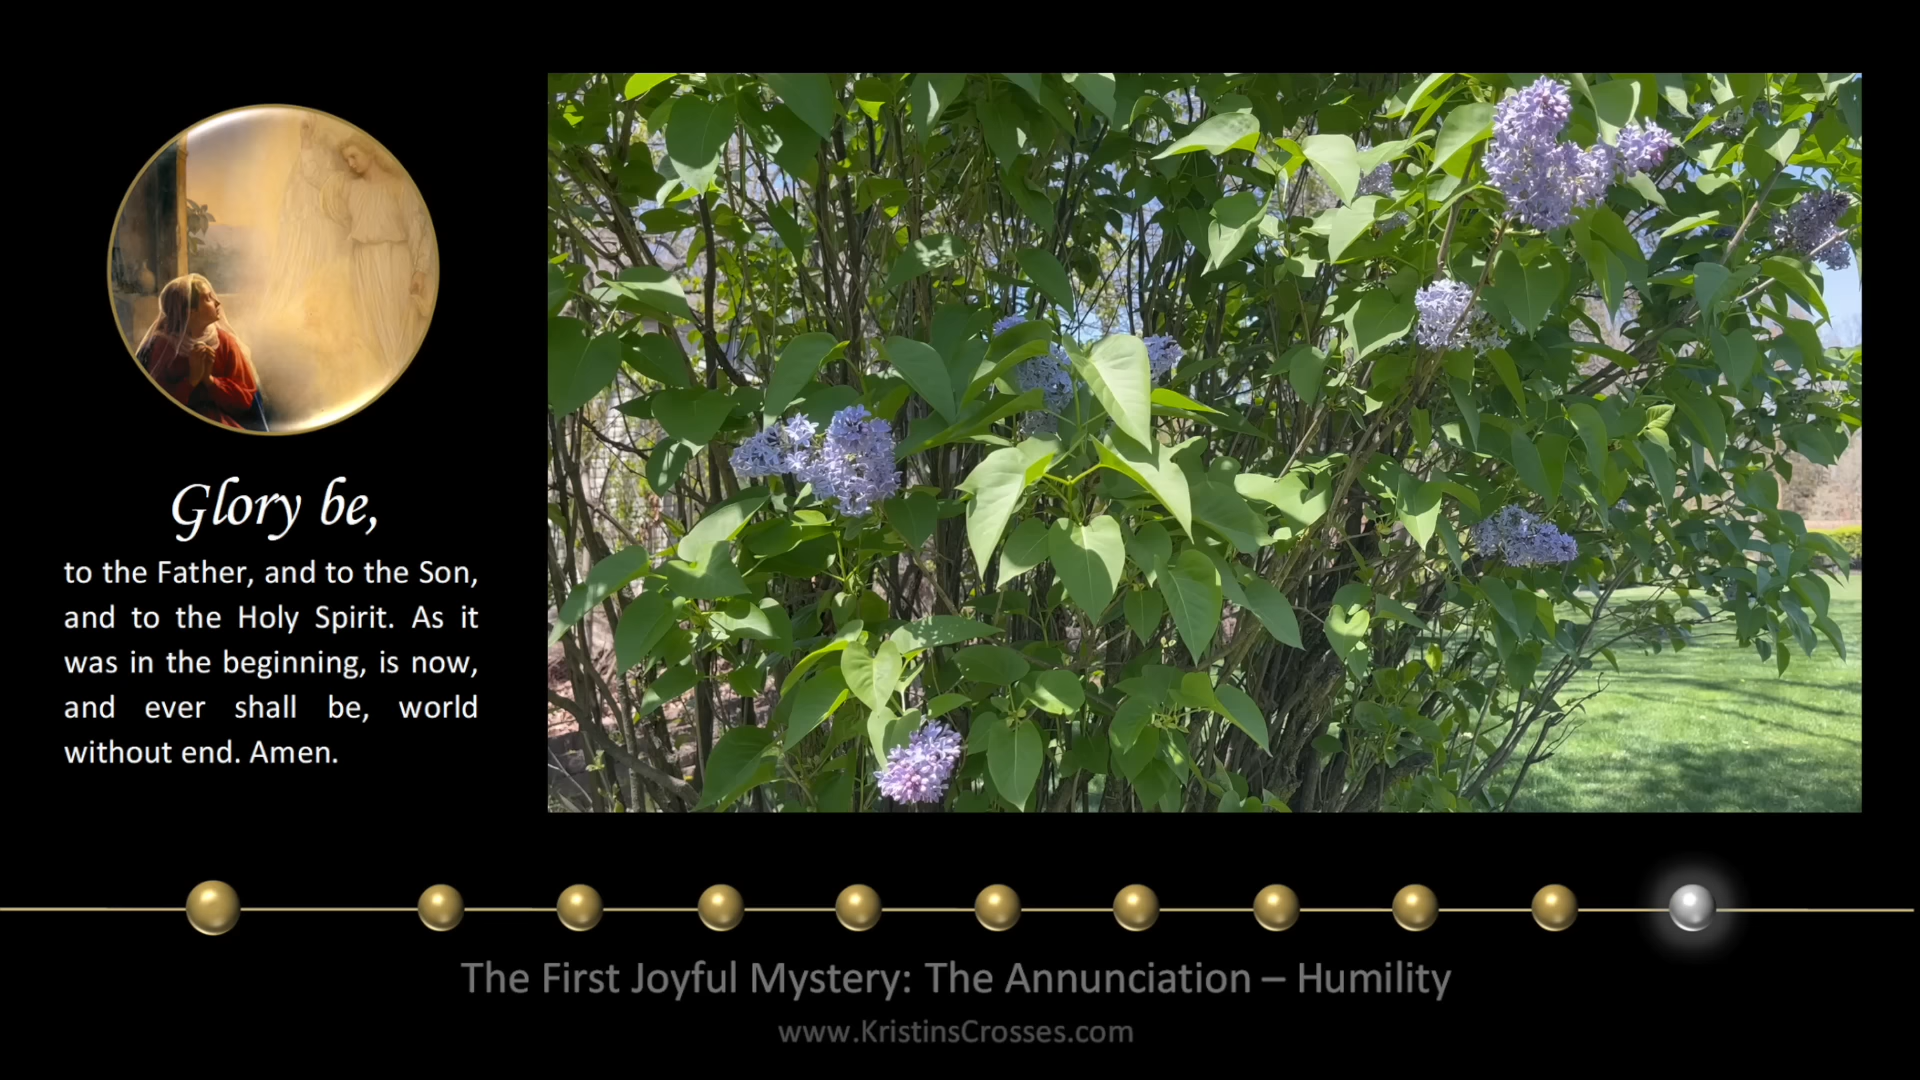 Glory be,
to the Father, and to the Son,
and to the Holy Spirit. As it
was in the beginning, is now,
and ever shall be, world
without end. Amen.
The First Joyful Mystery: The Annunciation – Humility
www.KristinsCrosses.com